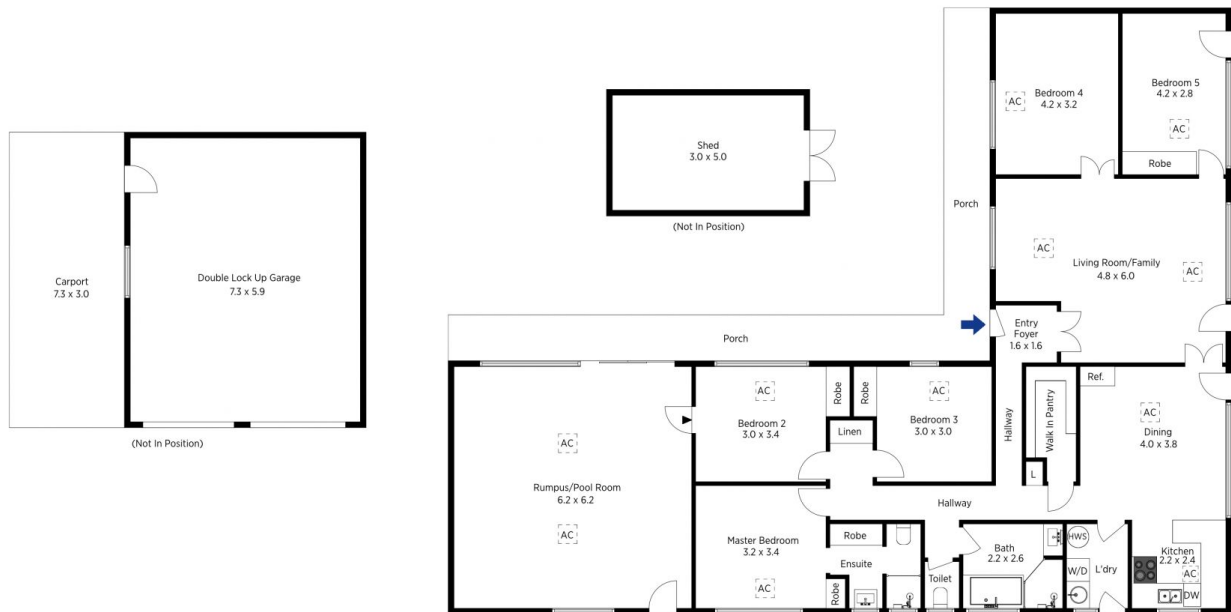 Carport
7.3 x 3.0
Double Lock Up Garage
7.3 x 5.9
(Not In Position)
Shed
3.0 x 5.0
(Not In Position)
Bedroom 4
4.2 x 3.2
AC
Bedroom 5
4.2 x 2.8
AC
Robe
Porch
Living Room/Family
4.8 x 6.0
AC
AC
Entry
Foyer
1.6 x 1.6
Porch
Rumpus/Pool Room
6.2 x 6.2
AC
AC
Bedroom 2
3.0 x 3.4
AC
Robe
Robe
Bedroom 3
3.0 x 3.0
AC
Linen
Hallway
Walk In Pantry
L
Ref.
AC
Dining
4.0 x 3.8
Hallway
Master Bedroom
3.2 x 3.4
AC
Robe
Ensuite
Robe
Toilet
Bath
2.2 x 2.6
HWS
W/D
L'dry
Kitchen
2.2 x 2.4
AC
DW